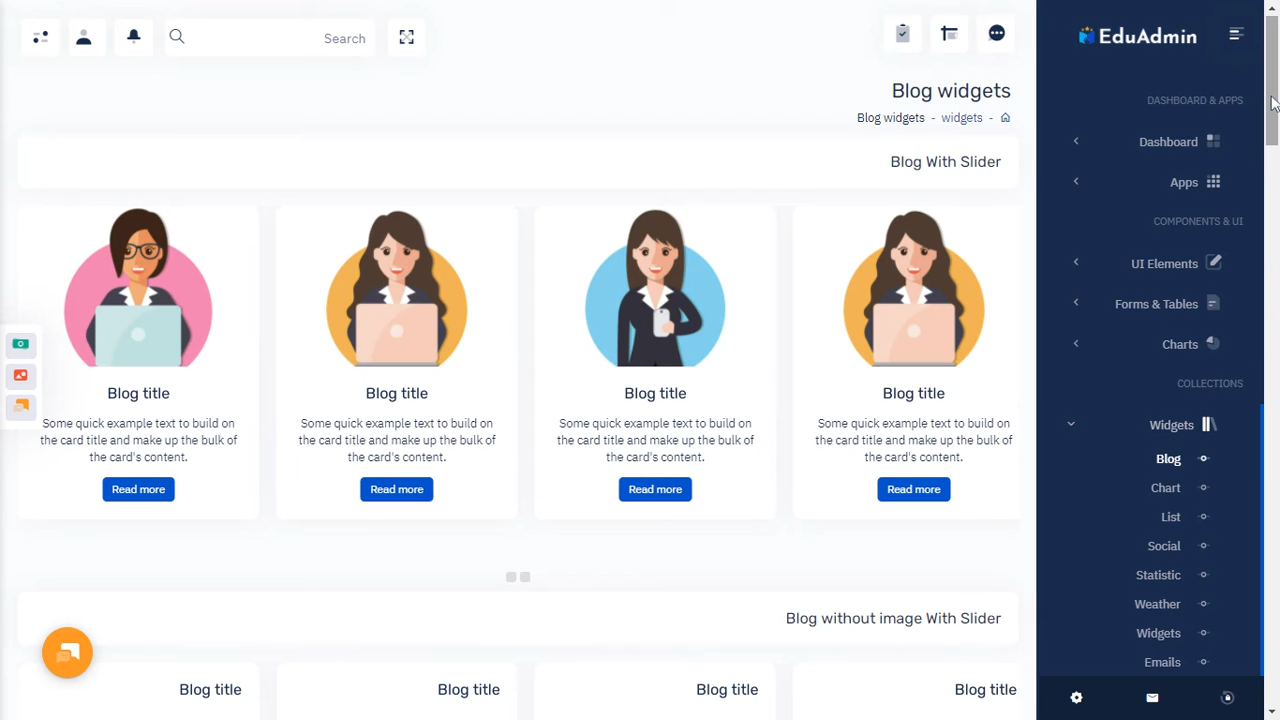 Search
Blog widgets
Blog widgets - widgets -
Blog With Slider
Blog title
Some quick example text to build on
the card title and make up the bulk of
the card's content.
Read more
Blog title
Some quick example text to build on
the card title and make up the bulk of
the card's content.
Read more
Blog title
Some quick example text to build on
the card title and make up the bulk of
the card's content.
Read more
Blog title
Some quick example text to build on
the card title and make up the bulk of
the card's content.
Read more
Blog without image With Slider
Blog title
Blog title
Blog title
Blog title
EduAdmin
DASHBOARD & APPS
Dashboard
Apps
COMPONENTS & UI
UI Elements
Forms & Tables
Charts
COLLECTIONS
Widgets
Blog
Chart
List
Social
Statistic
Weather
Widgets
Emails